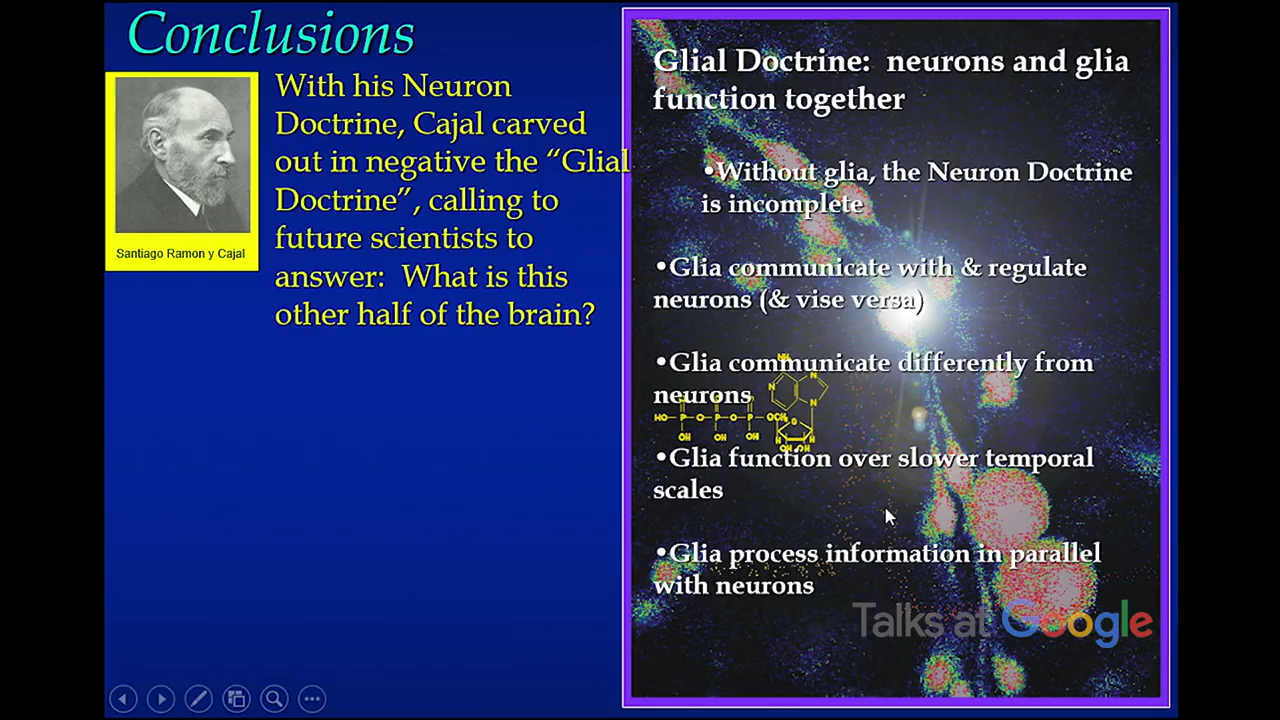 Conclusions
With his Neuron
Doctrine, Cajal carved
out in negative the “Glial
Doctrine”, calling to
future scientists to
answer:  What is this
other half of the brain?
Santiago Ramon y Cajal
Glial Doctrine:  neurons and glia
function together
•Without glia, the Neuron Doctrine
is incomplete
•Glia communicate with & regulate
neurons (& vise versa)
•Glia communicate differently from
neurons
•Glia function over slower temporal
scales
•Glia process information in parallel
with neurons
Talks at Google